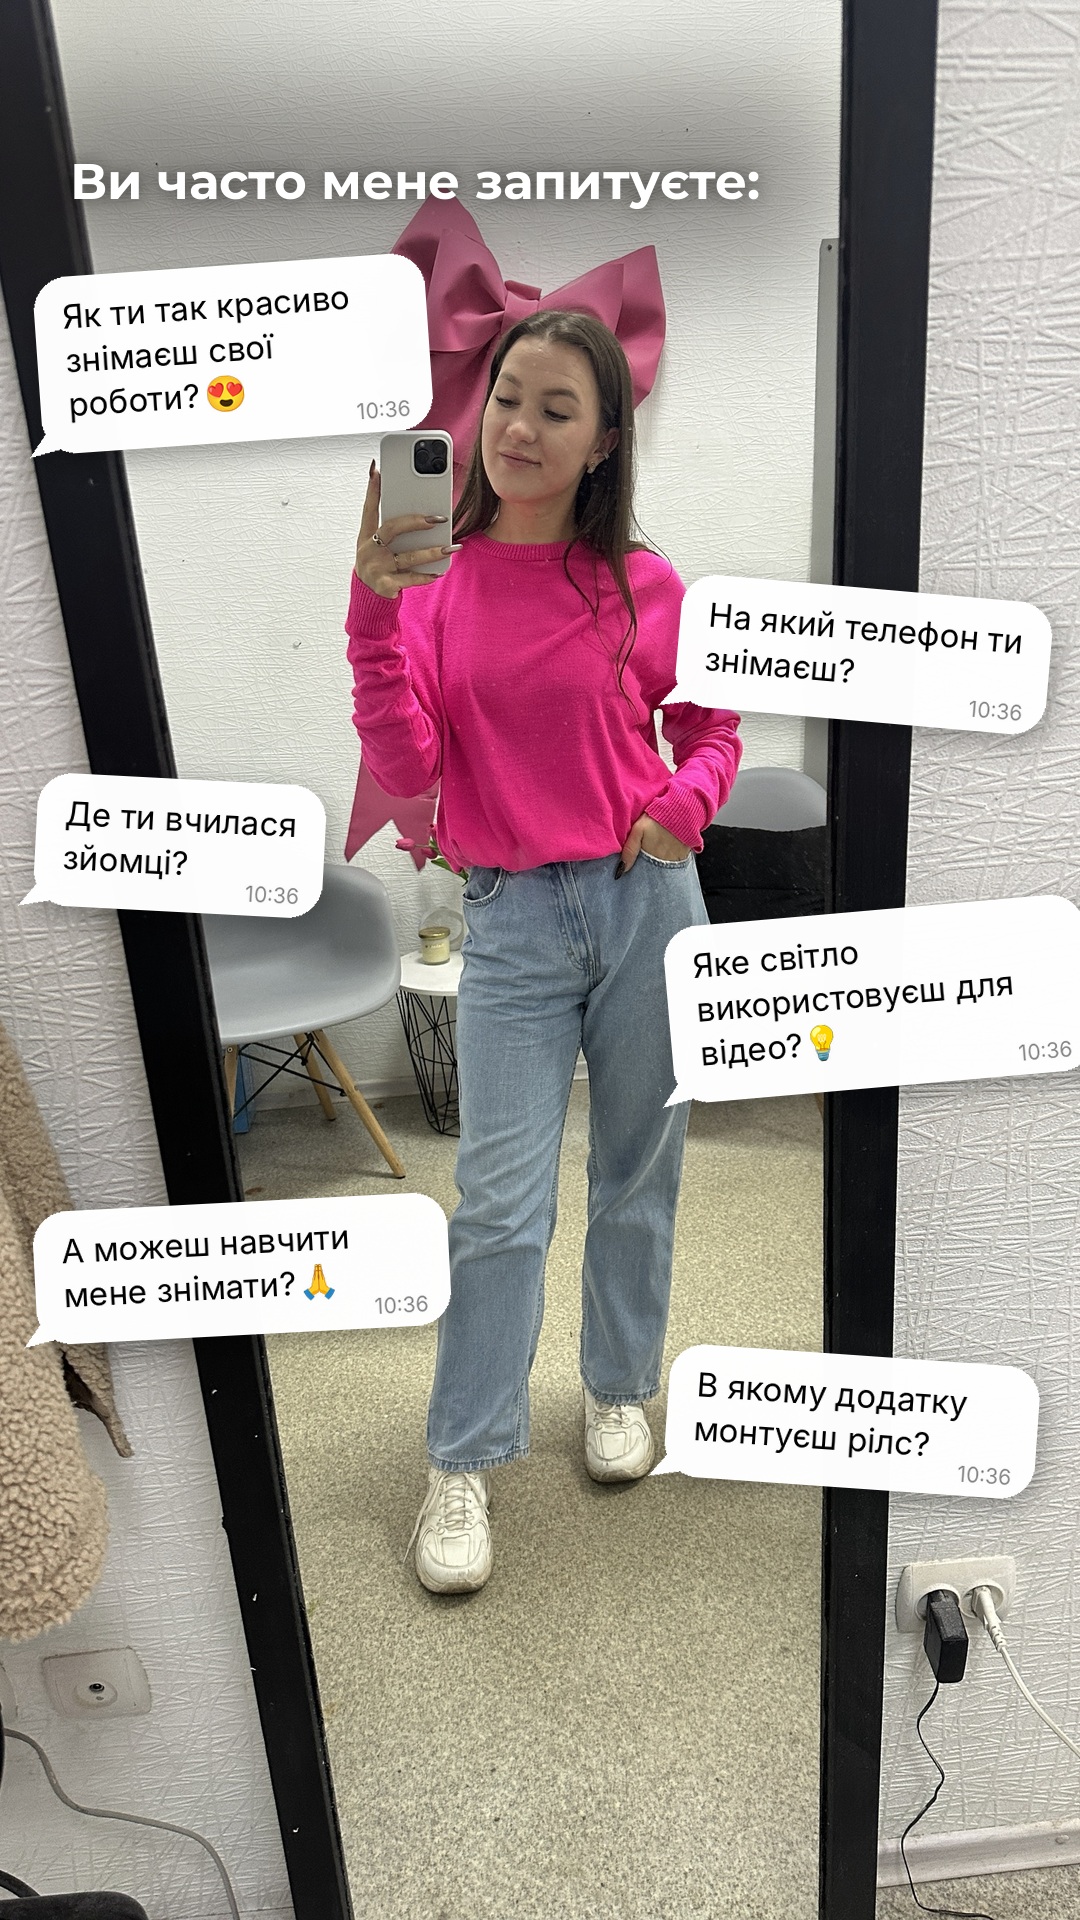 Ви часто мене запитуєте:
Як ти так красиво
знімаєш свої
роботи?😍
10:36
На який телефон ти
знімаєш?
10:36
Де ти вчилася
зйомці?
10:36
Яке світло
використовуєш для
відео?💡
10:36
А можеш навчити
мене знімати?🙏
10:36
В якому додатку
монтуєш рілс?
10:36